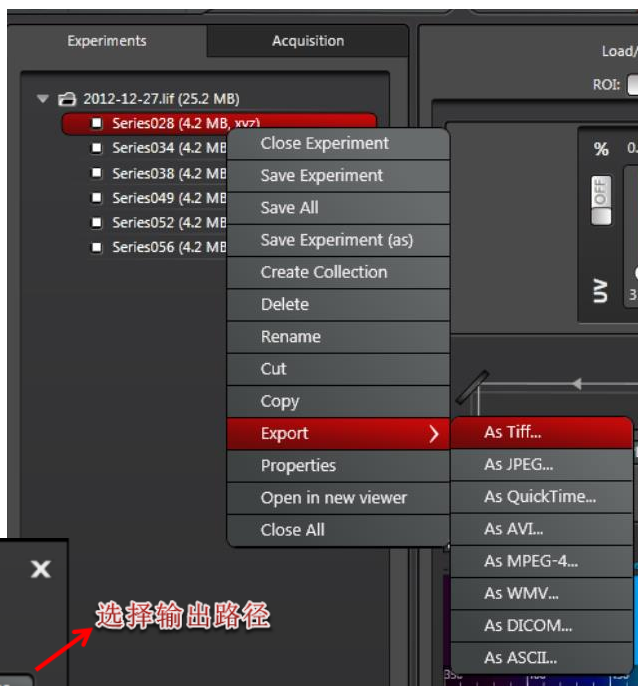 Experiments
Acquisition
Load/
ROI:
2012-12-27.lif (25.2 MB)
Series028 (4.2 MB, xyz)
Series034 (4.2 MB
Series038 (4.2 MB
Series049 (4.2 MB
Series052 (4.2 MB
Series056 (4.2 MB
Close Experiment
Save Experiment
Save All
Save Experiment (as)
Create Collection
Delete
Rename
Cut
Copy
Export
Properties
Open in new viewer
Close All
As Tiff...
As JPEG...
As QuickTime...
As AVI...
As MPEG-4...
As WMV...
As DICOM...
As ASCII...
%
OFF
UV
选择输出路径